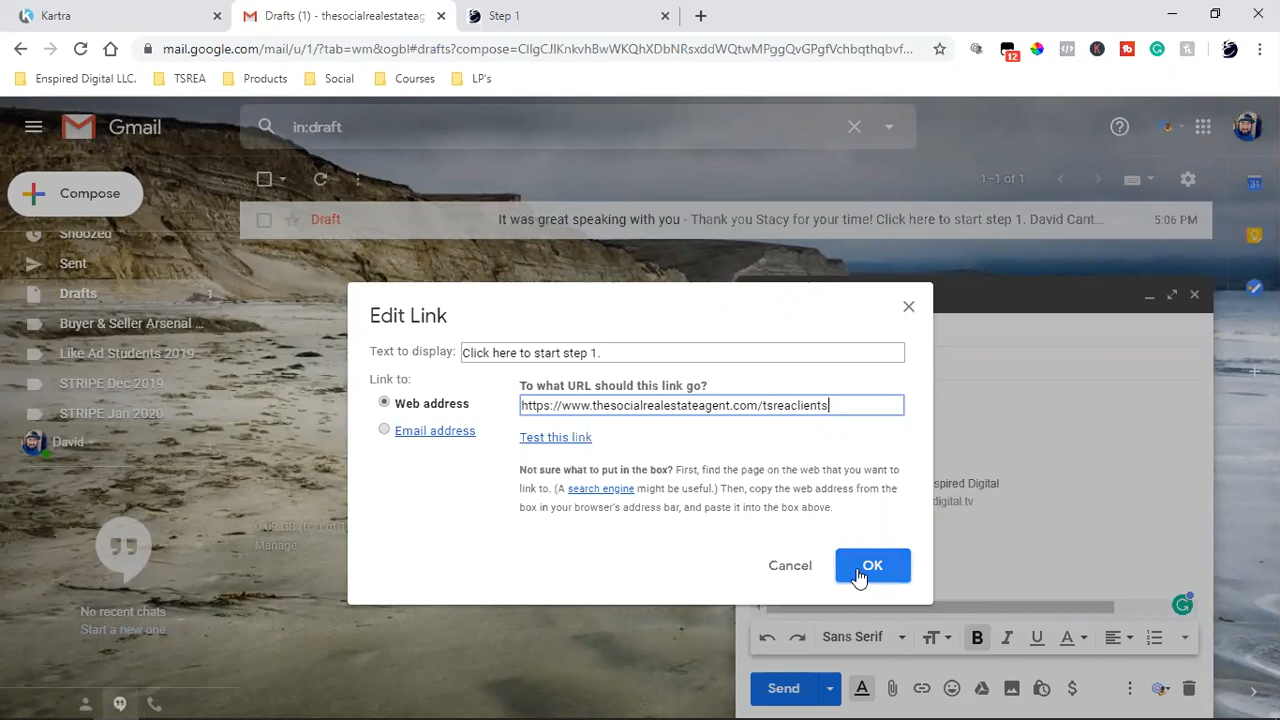 Kartra
Drafts (1) - thesocialrealestateag
Step 1
mail.google.com/mail/u/1/?tab=wm&ogbl#drafts?compose=CllgCJlKnkvhBwWKQhXDbNRsxddWQtwMPggQvGPgfVchbqthqbvf...
12
Enspired Digital LLC.
TSREA
Products
Social
Courses
LP's
Gmail
in:draft
Compose
1–1 of 1
31
Draft
It was great speaking with you - Thank you Stacy for your time! Click here to start step 1. David Cant...
5:06 PM
Snoozed
Sent
Drafts
1
Buyer & Seller Arsenal ...
Like Ad Students 2019
STRIPE Dec 2019
STRIPE Jan 2020
David
Manage
No recent chats
Start a new one
Edit Link
Text to display:
Click here to start step 1.
Link to:
To what URL should this link go?
Web address
https://www.thesocialrealestateagent.com/tsreaclients
Email address
Test this link
Not sure what to put in the box? First, find the page on the web that you want to
link to. (A search engine might be useful.) Then, copy the web address from the
box in your browser's address bar, and paste it into the box above.
Cancel
OK
spired Digital
digital.tv
Sans Serif
Send